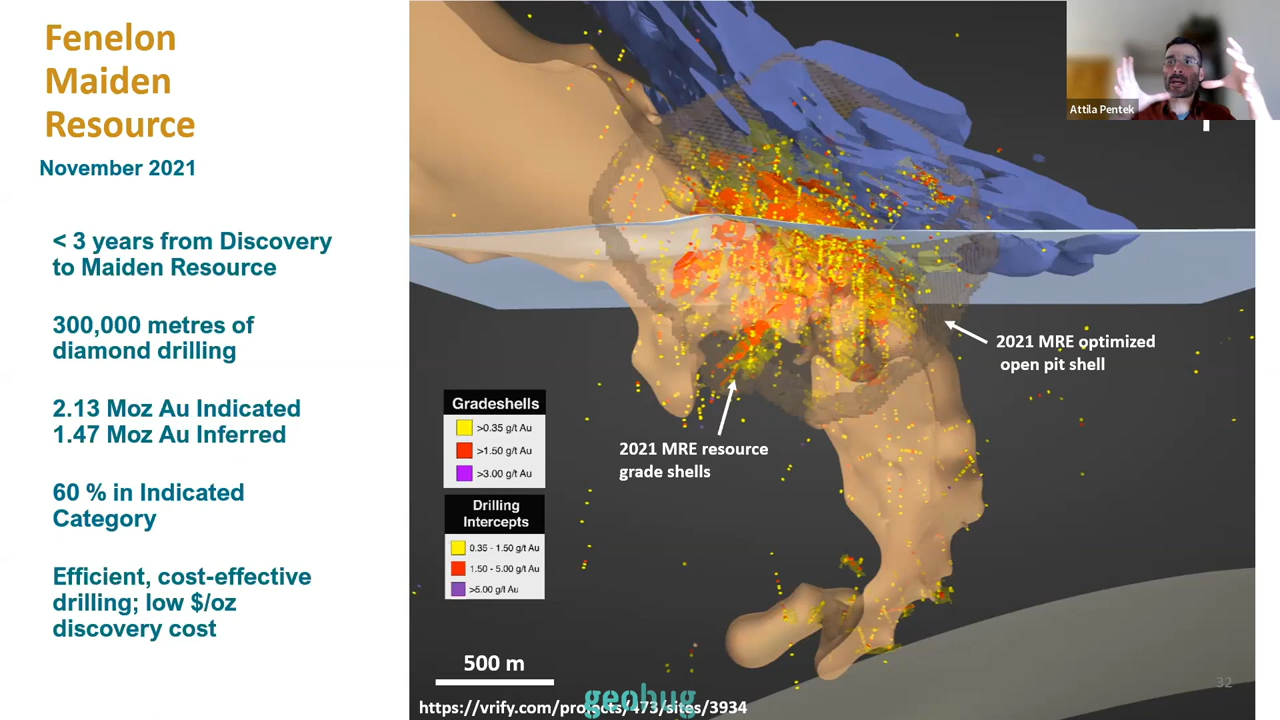 Fenelon
Maiden
Resource
November 2021
< 3 years from Discovery
to Maiden Resource
300,000 metres of
diamond drilling
2.13 Moz Au Indicated
1.47 Moz Au Inferred
60 % in Indicated
Category
Efficient, cost-effective
drilling; low $/oz
discovery cost
Attila Pentek
2021 MRE optimized
open pit shell
2021 MRE resource
grade shells
Gradeshells
>0.35 g/t Au
>1.50 g/t Au
>3.00 g/t Au
Drilling
Intercepts
0.35 - 1.50 g/t Au
1.50 - 5.00 g/t Au
>5.00 g/t Au
500 m
32
geohug
https://vrify.com/projects/473/sites/3934